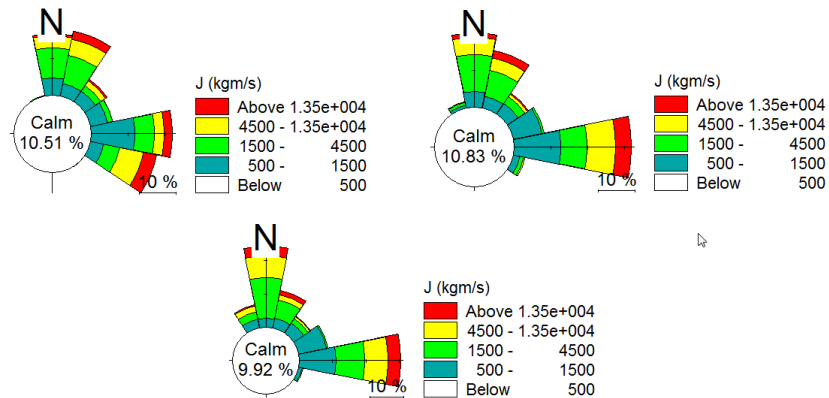 N
Calm
10.51 %
10 %
J (kgm/s)
Above 1.35e+004
4500 - 1.35e+004
1500 - 4500
500 - 1500
Below 500
N
Calm
10.83 %
10 %
J (kgm/s)
Above 1.35e+004
4500 - 1.35e+004
1500 - 4500
500 - 1500
Below 500
N
Calm
9.92 %
10 %
J (kgm/s)
Above 1.35e+004
4500 - 1.35e+004
1500 - 4500
500 - 1500
Below 500